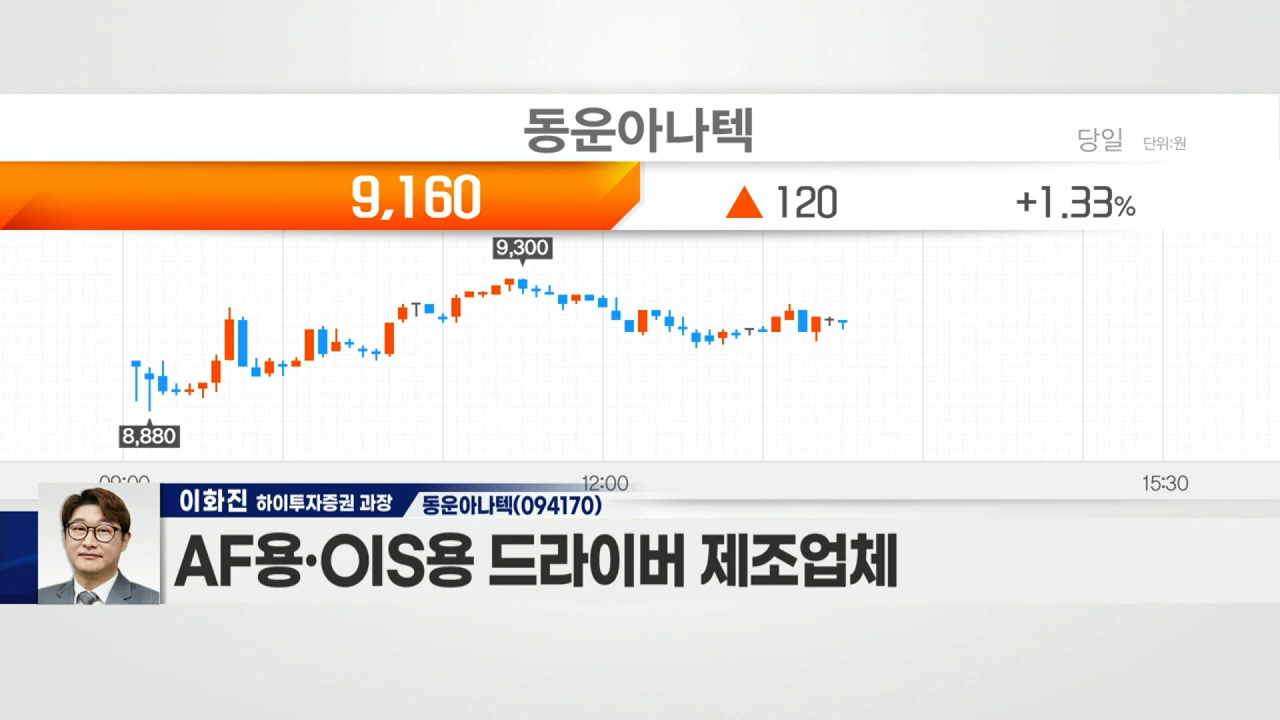 동운아나텍
당일 단위:원
9,160 ▲ 120 +1.33%
9,300
8,880
09:00 12:00 15:30
이화진 하이투자증권 과장 동운아나텍(094170)
AF용·OIS용 드라이버 제조업체